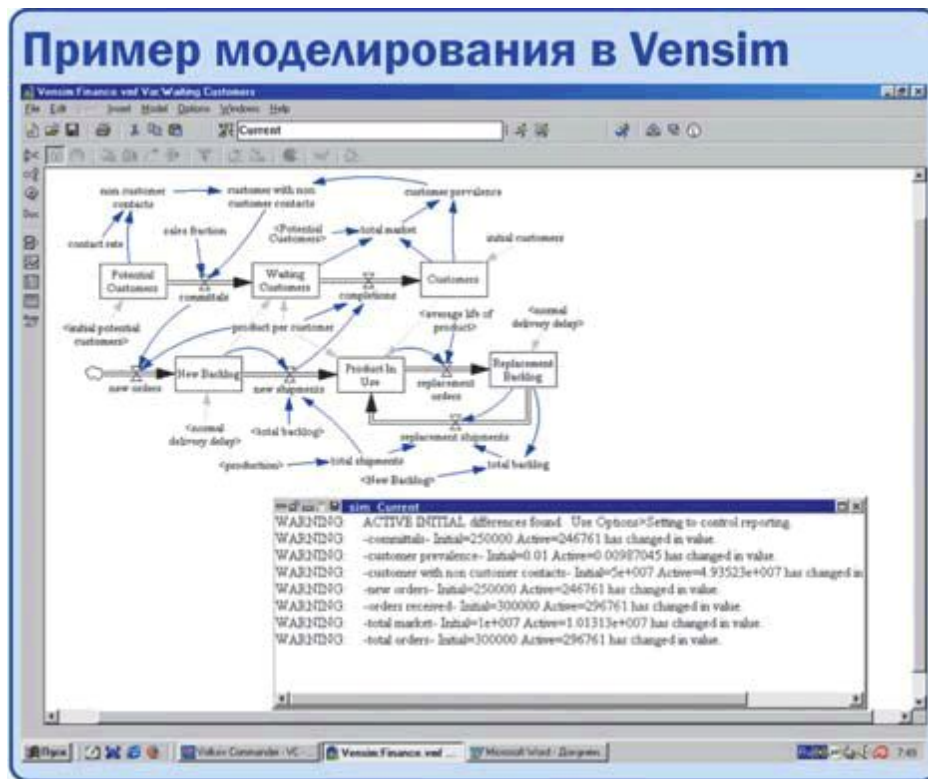 Пример моделирования в Vensim
Vensim:Finance.vmf Var:Waiting Customers
File Edit Insert Model Options Windows Help
Current
non customer
contacts
customer with non
customer contacts
customer prevalence
contact rate
sales fraction
<Potential
Customers>
total market
initial customers
Potential
Customers
Waiting
Customers
Customers
committals
completions
<initial potential
customers>
product per customer
<average life of
product>
<normal
delivery delay>
New Backlog
Product In
Use
Replacement
Backlog
new orders
new shipments
replacement
orders
<normal
delivery delay>
<total backlog>
replacement shipments
<production>
total shipments
total backlog
<New Backlog>
sim Current
WARNING: ACTIVE INITIAL differences found. Use Options>Setting to control reporting.
WARNING: -committals- Initial=250000 Active=246761 has changed in value.
WARNING: -customer prevalence- Initial=0.01 Active=0.00987045 has changed in value.
WARNING: -customer with non customer contacts- Initial=5e+007 Active=4.93523e+007 has changed in
WARNING: -new orders- Initial=250000 Active=246761 has changed in value.
WARNING: -orders received- Initial=300000 Active=296761 has changed in value.
WARNING: -total market- Initial=1e+007 Active=1.01313e+007 has changed in value.
WARNING: -total orders- Initial=300000 Active=296761 has changed in value.
Пуск Volkov Commander - VC - ... Vensim:Finance.vmf ... Microsoft Word - 7:49